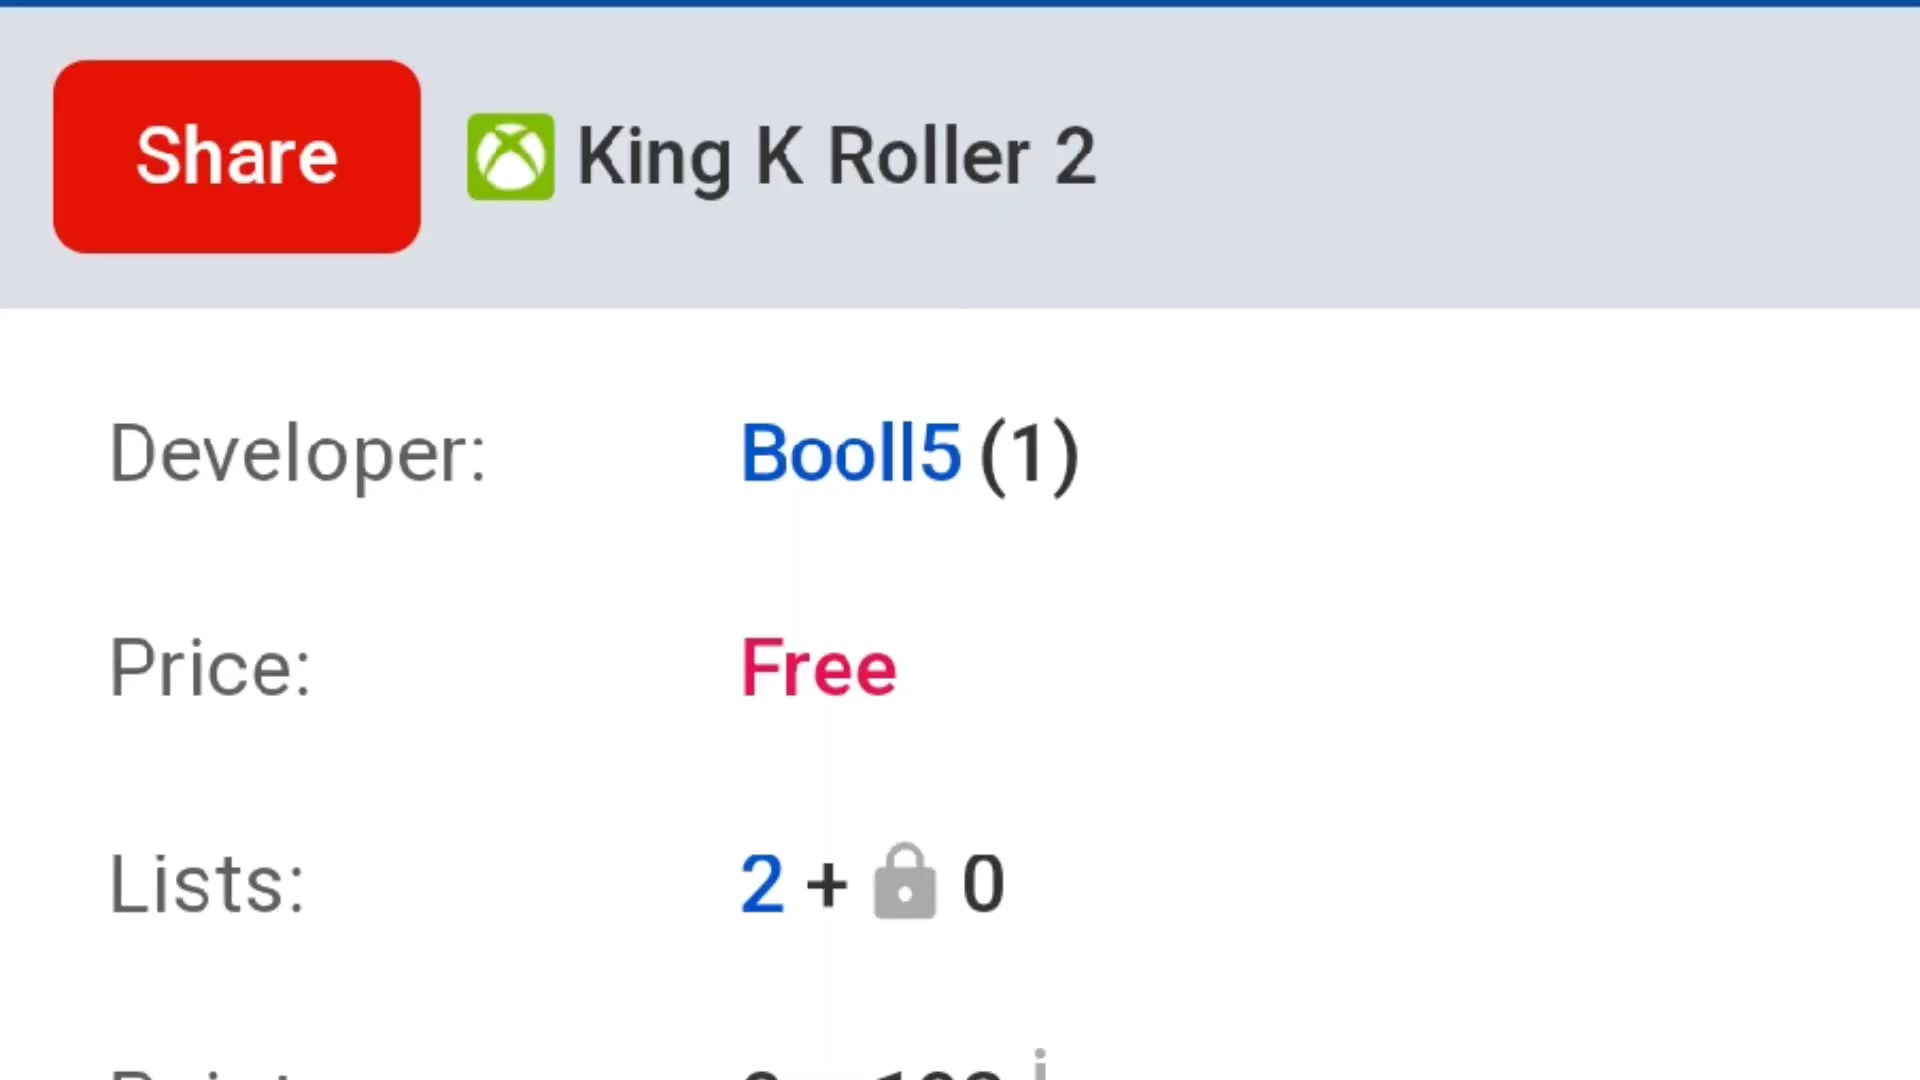 Share King K Roller 2
Developer: Booll5 (1)
Price: Free
Lists: 2 + 0